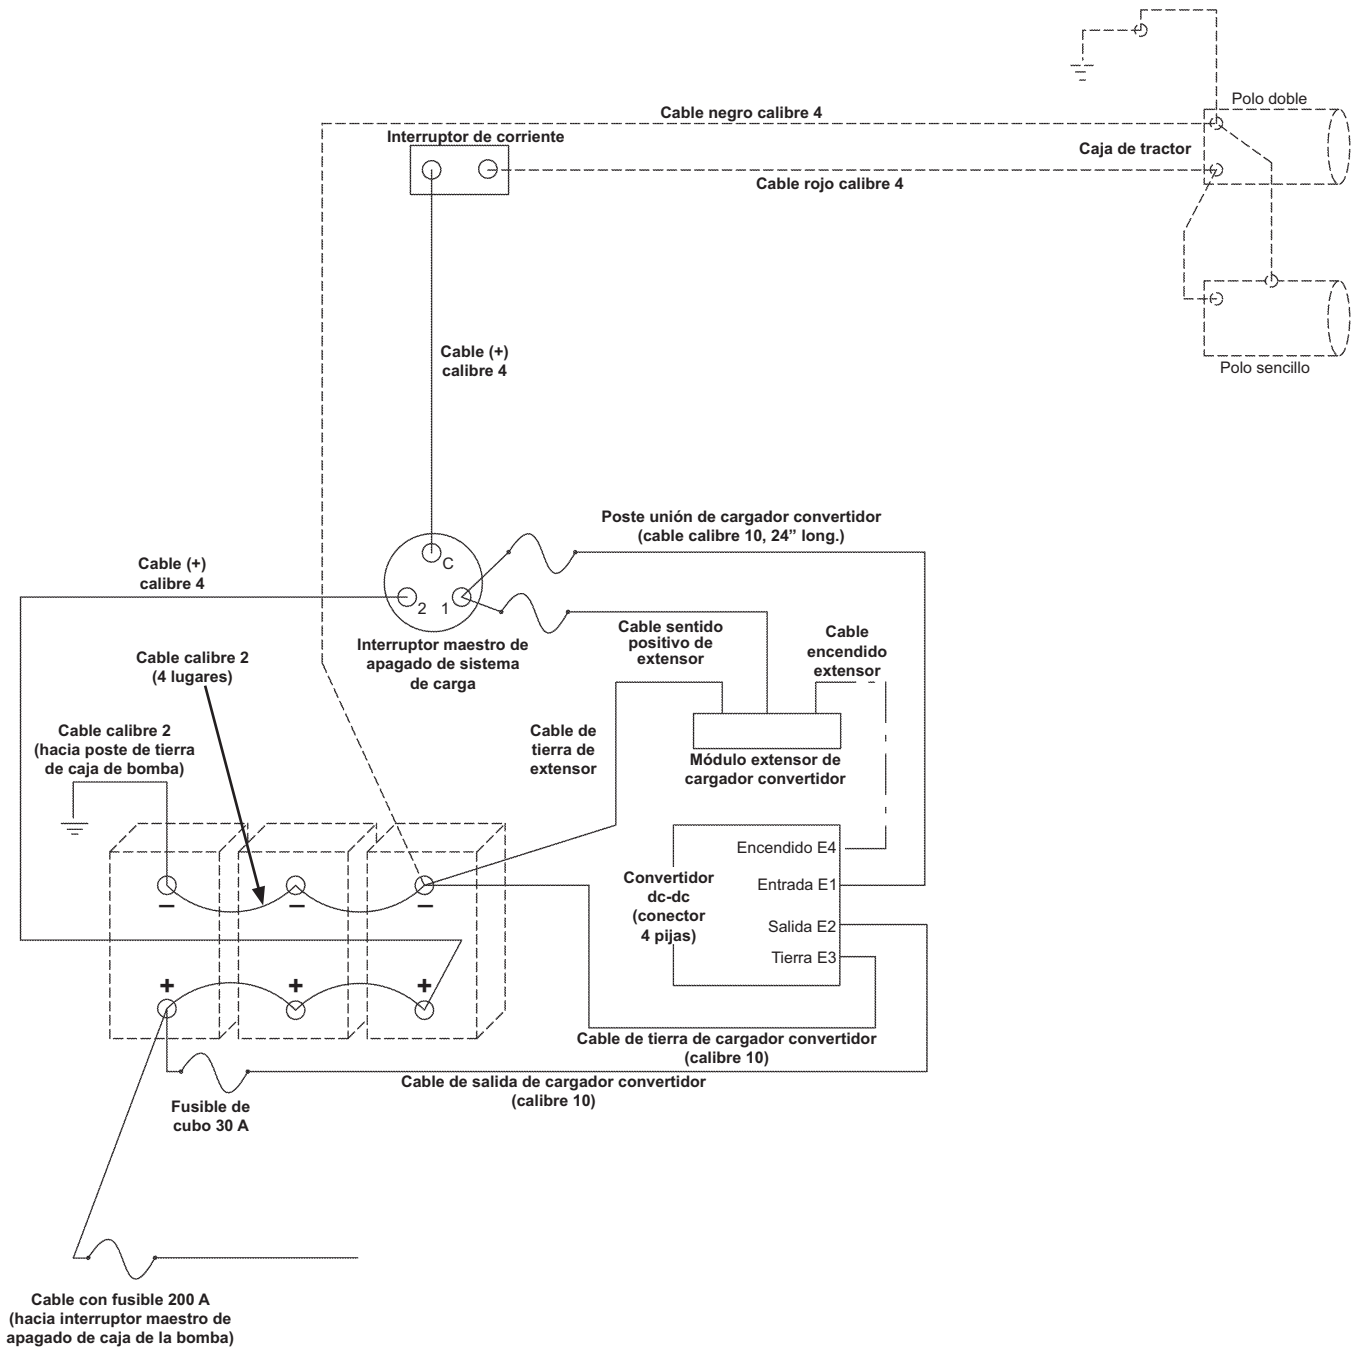 Polo doble
Cable negro calibre 4
Interruptor de corriente
Caja de tractor
Cable rojo calibre 4
Cable (+)
calibre 4
Polo sencillo
Poste unión de cargador convertidor
(cable calibre 10, 24” long.)
Cable (+)
calibre 4
C
2
1
Interruptor maestro de
apagado de sistema
de carga
Cable sentido
positivo de
extensor
Cable
encendido
extensor
Cable calibre 2
(4 lugares)
Cable calibre 2
(hacia poste de tierra
de caja de bomba)
Cable de
tierra de
extensor
Módulo extensor de
cargador convertidor
Convertidor
dc-dc
(conector
4 pijas)
Encendido E4
Entrada E1
Salida E2
Tierra E3
– – –
+ + +
Cable de tierra de cargador convertidor
(calibre 10)
Cable de salida de cargador convertidor
(calibre 10)
Fusible de
cubo 30 A
Cable con fusible 200 A
(hacia interruptor maestro de
apagado de caja de la bomba)